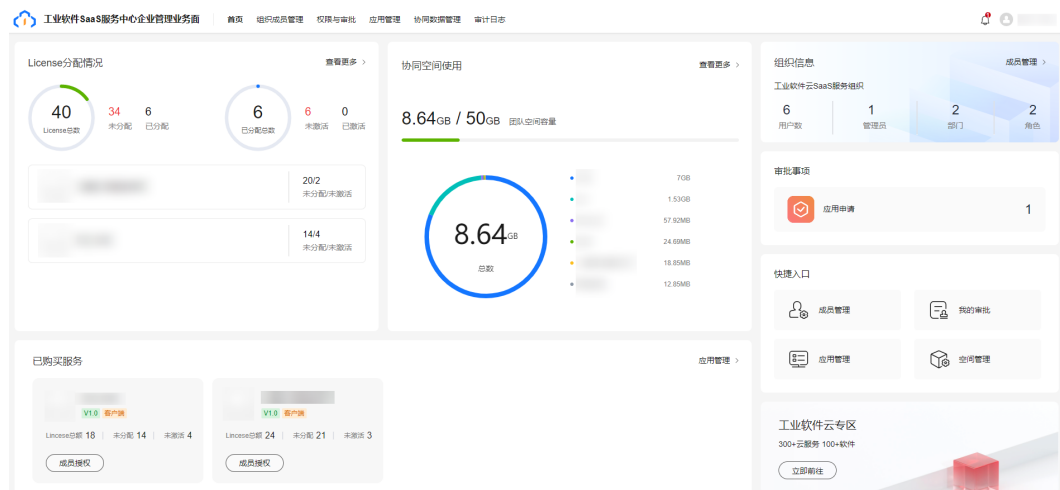 工业软件SaaS服务中心企业管理业务面 首页 组织成员管理 权限与审批 应用管理 协同数据管理 审计日志
License分配情况 查看更多 >
40 License总数 34 未分配 6 已分配
6 已分配总数 6 未激活 0 已激活
20/2
未分配/未激活
14/4
未分配/未激活
协同空间使用 查看更多 >
8.64GB / 50GB 团队空间容量
8.64GB
总数
7GB
1.53GB
57.92MB
24.69MB
18.85MB
12.85MB
组织信息 成员管理 >
工业软件云SaaS服务组织
6 1 2 2
用户数 管理员 部门 角色
审批事项
应用申请 1
快捷入口
成员管理 我的审批
应用管理 空间管理
已购买服务 应用管理 >
V1.0 客户端
Lincese总额 18 | 未分配 14 | 未激活 4
成员授权
V1.0 客户端
Lincese总额 24 | 未分配 21 | 未激活 3
成员授权
工业软件云专区
300+云服务 100+软件
立即前往